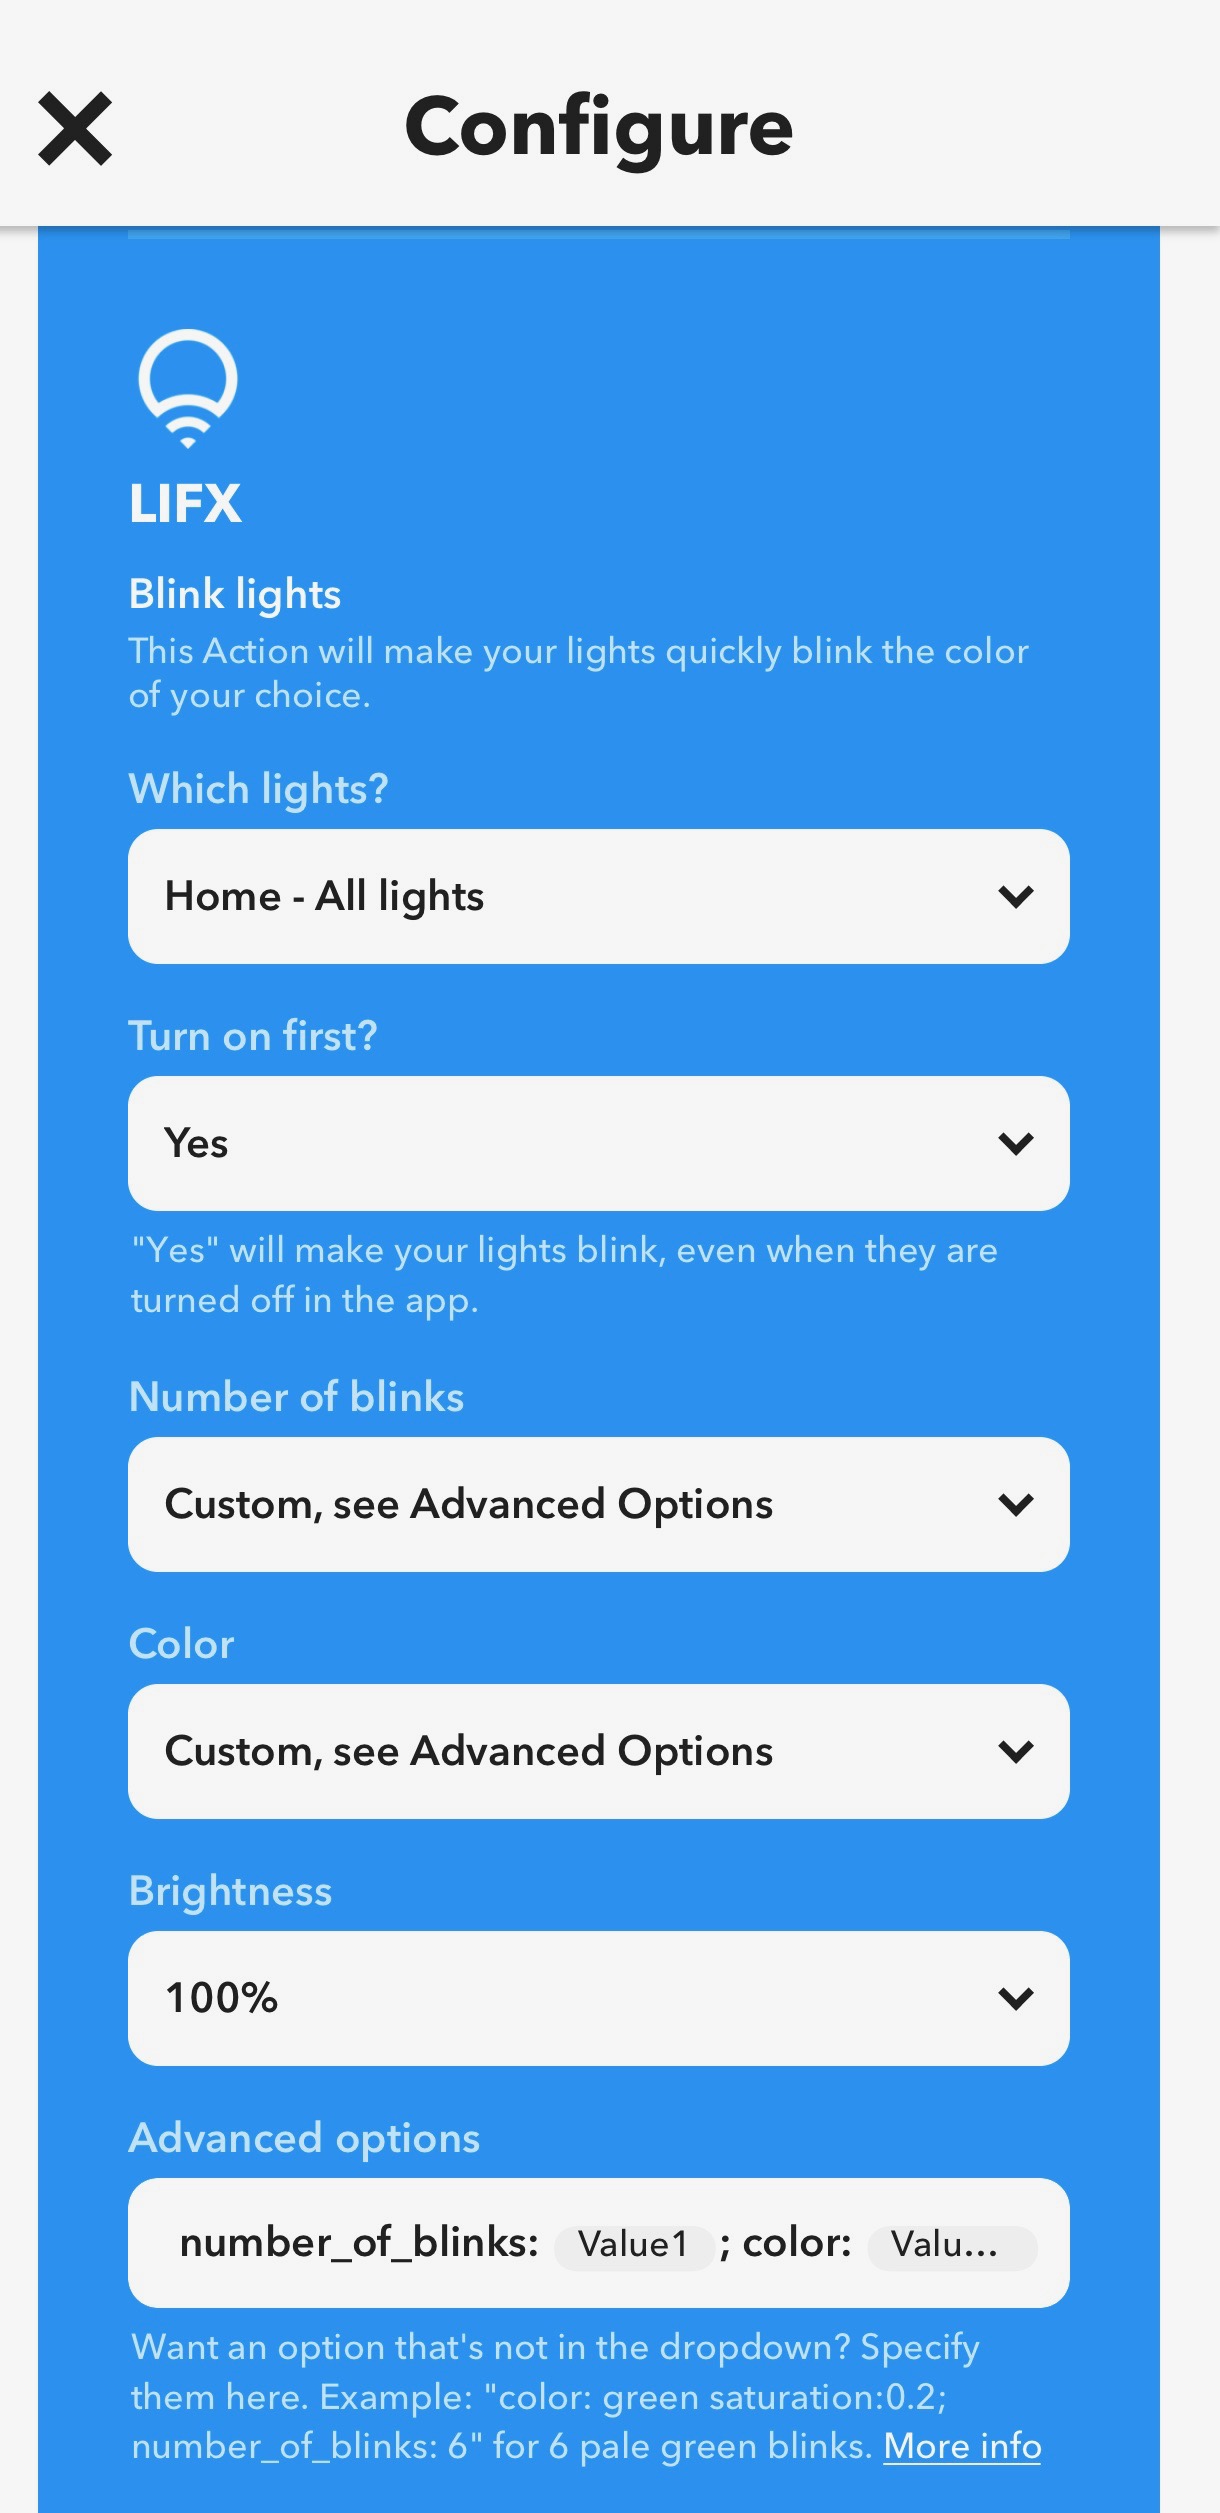 Configure
LIFX
Blink lights
This Action will make your lights quickly blink the color
of your choice.
Which lights?
Home - All lights
Turn on first?
Yes
"Yes" will make your lights blink, even when they are
turned off in the app.
Number of blinks
Custom, see Advanced Options
Color
Custom, see Advanced Options
Brightness
100%
Advanced options
number_of_blinks: Value1 ; color: Valu...
Want an option that's not in the dropdown? Specify
them here. Example: "color: green saturation:0.2;
number_of_blinks: 6" for 6 pale green blinks. More info